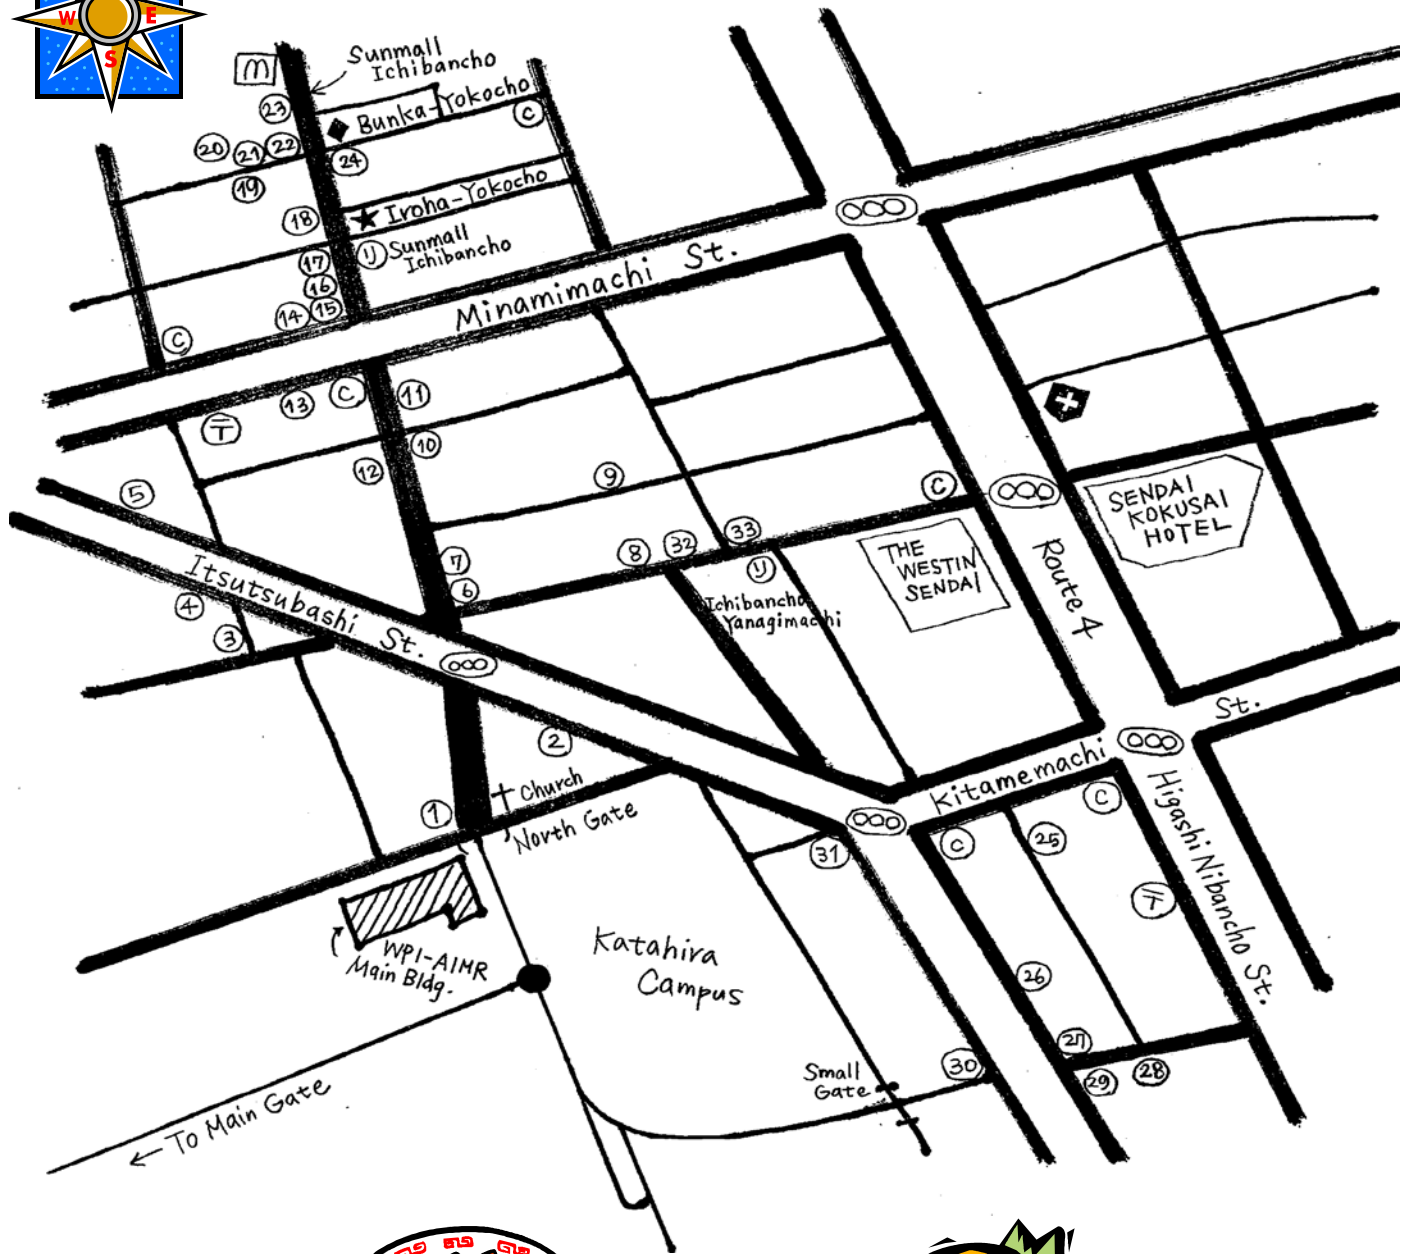 W
E
S
m
Sunmall
Ichibancho
23
Bunka-Yokocho
C
20
21
22
24
19
18
Iroha-Yokocho
リ
Sunmall
Ichibancho
17
16
14
15
C
Minamimachi St.
13
C
11
〒
10
12
5
9
C
SENDAI
KOKUSAI
HOTEL
8
32
33
7
6
リ
THE
WESTIN
SENDAI
Route 4
Ichibancho
Yanagimachi
Itsutsubashi St.
4
3
2
Kitamemachi St.
1
Church
North Gate
C
C
25
31
Higashi Nibancho St.
〒
WPI-AIMR
Main Bldg.
Katahira
Campus
26
27
28
29
30
Small
Gate
← To Main Gate